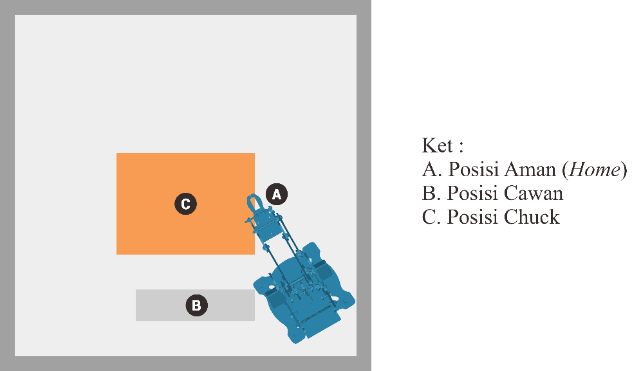 C
A
B
Ket :
A. Posisi Aman (Home)
B. Posisi Cawan
C. Posisi Chuck